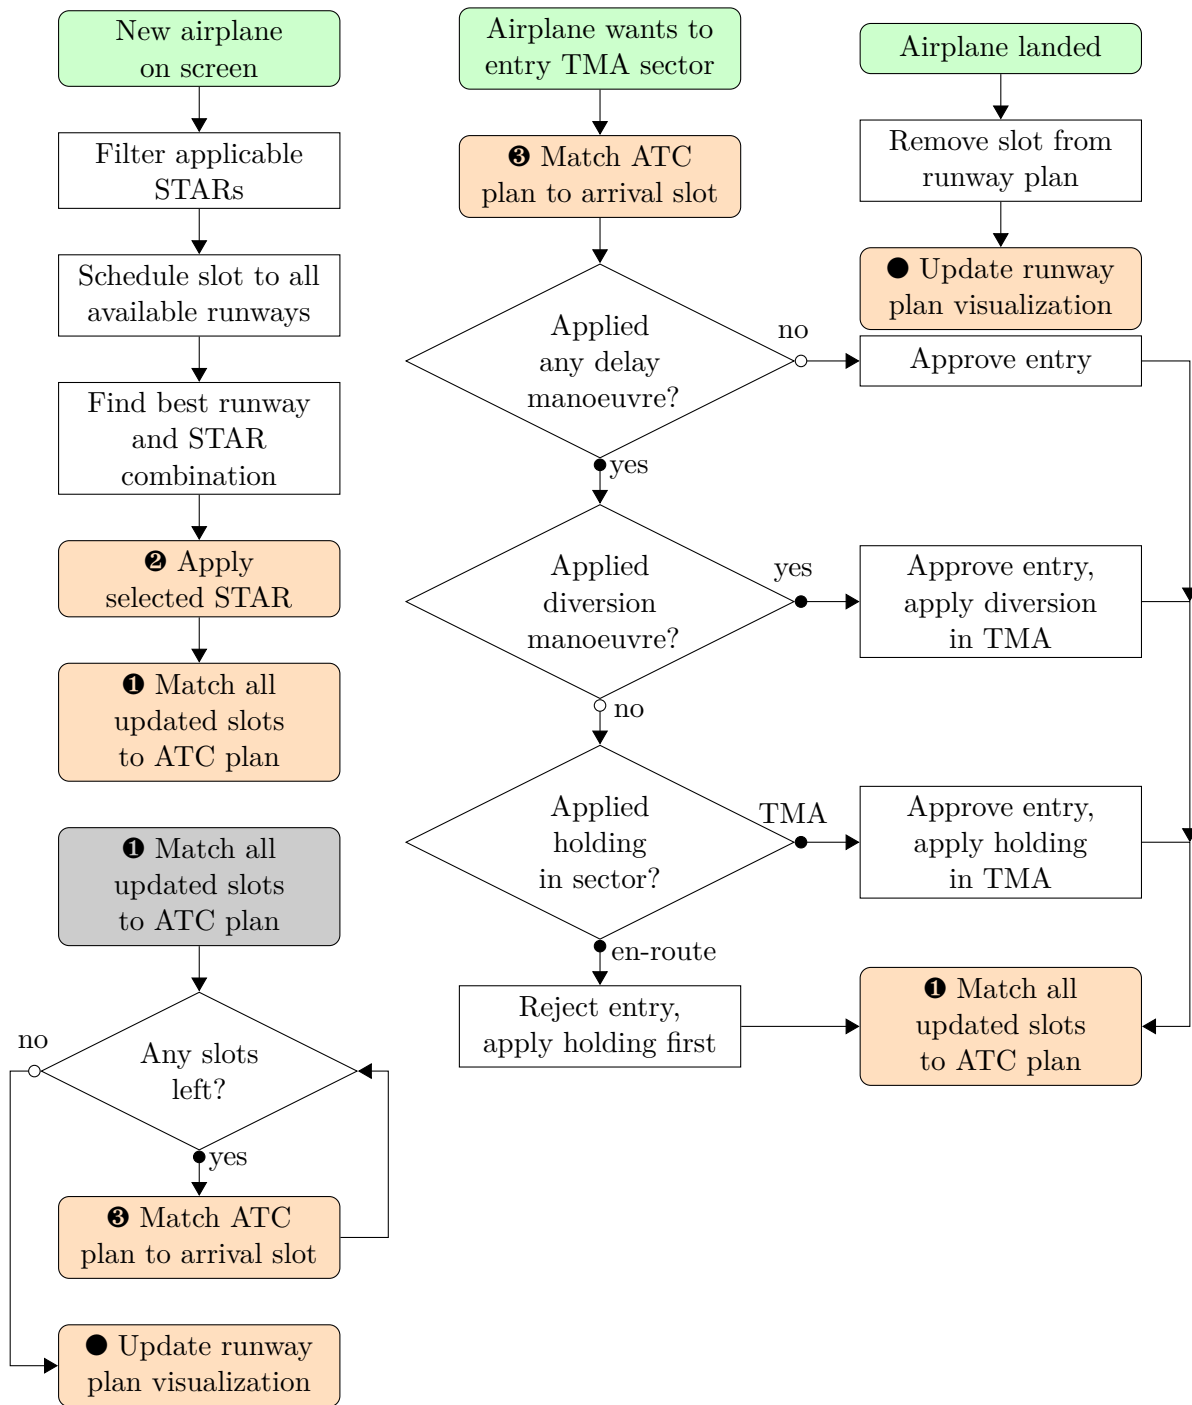 New airplane
on screen
Filter applicable
STARs
Schedule slot to all
available runways
Find best runway
and STAR
combination
❷ Apply
selected STAR
❶ Match all
updated slots
to ATC plan
❶ Match all
updated slots
to ATC plan
Any slots
left?
no
yes
❸ Match ATC
plan to arrival slot
● Update runway
plan visualization
Airplane wants to
entry TMA sector
❸ Match ATC
plan to arrival slot
Applied
any delay
manoeuvre?
no
Approve entry
yes
Applied
diversion
manoeuvre?
yes
Approve entry,
apply diversion
in TMA
no
Applied
holding
in sector?
TMA
Approve entry,
apply holding
in TMA
en-route
Reject entry,
apply holding first
❶ Match all
updated slots
to ATC plan
Airplane landed
Remove slot from
runway plan
● Update runway
plan visualization